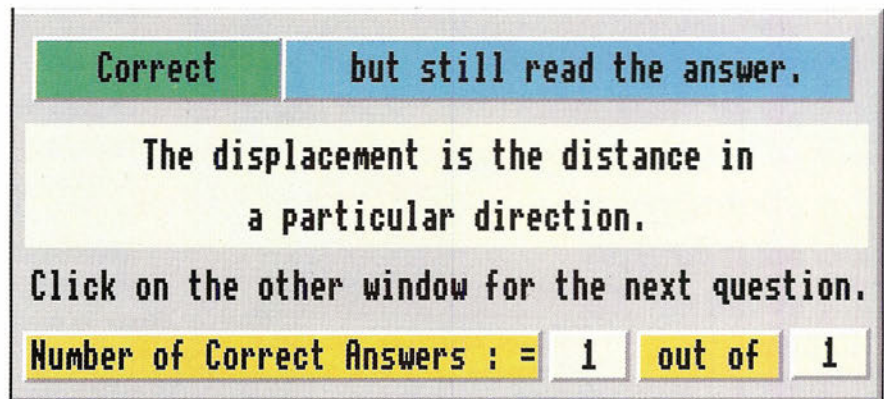 Correct but still read the answer.
The displacement is the distance in
a particular direction.
Click on the other window for the next question.
Number of Correct Answers : = 1 out of 1